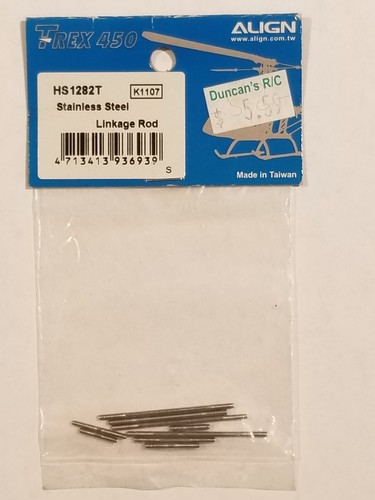 T-REX 450
ALIGN
www.align.com.tw
HS1282T
K1107
Stainless Steel
Linkage Rod
4 713413 936939
S
Duncan's R/C
$ 5.55
Made in Taiwan